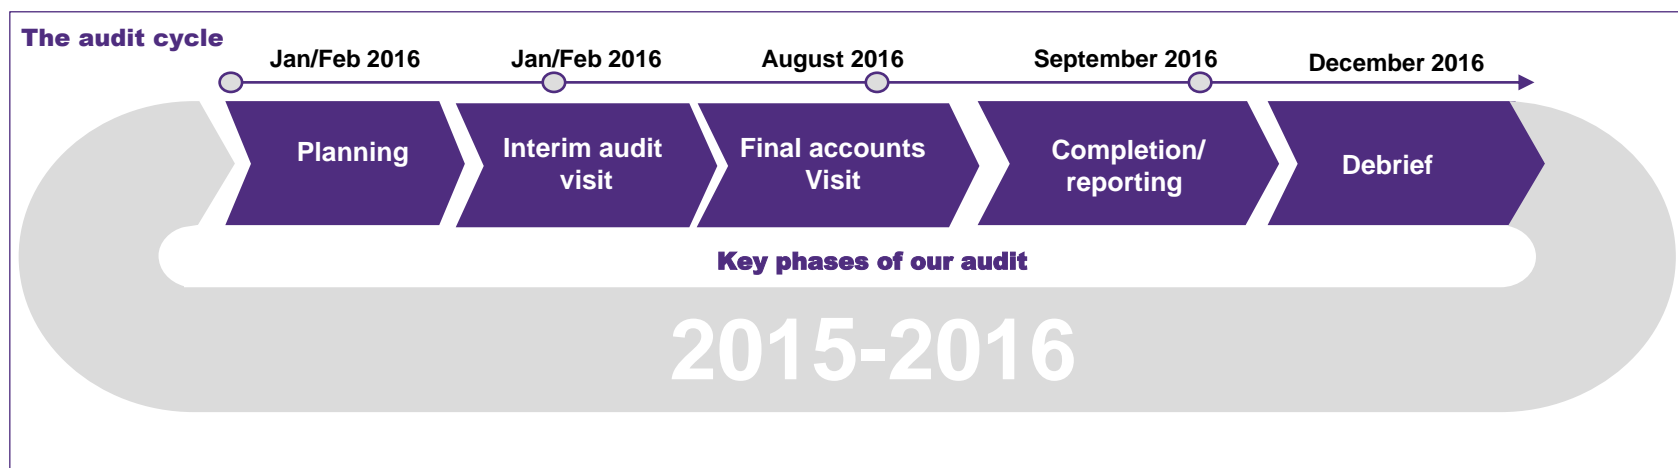 The audit cycle
Jan/Feb 2016
Jan/Feb 2016
August 2016
September 2016
December 2016
Planning
Interim audit
visit
Final accounts
Visit
Completion/
reporting
Debrief
Key phases of our audit
2015-2016